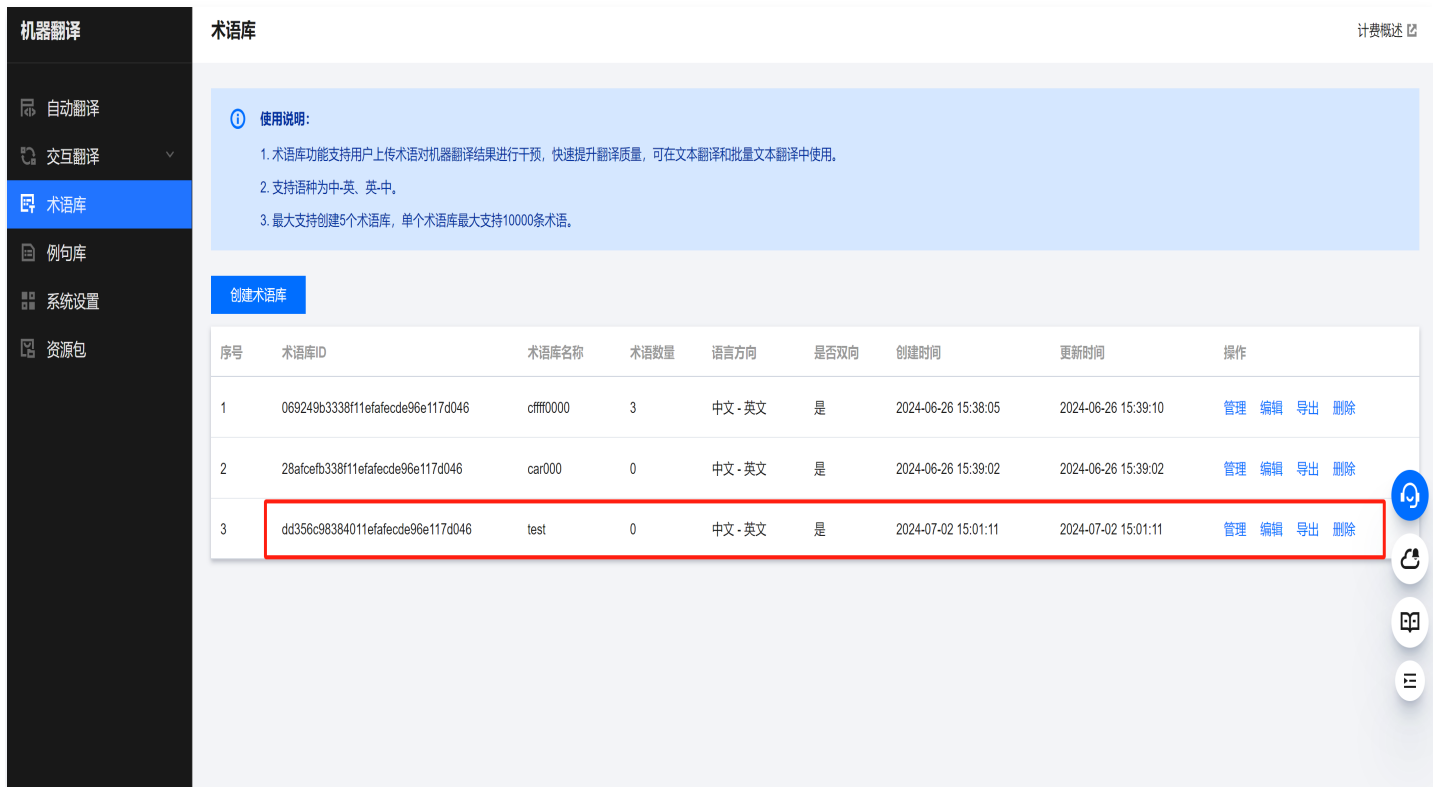 机器翻译
自动翻译
交互翻译
术语库
例句库
系统设置
资源包
术语库
计费概述
使用说明：
1. 术语库功能支持用户上传术语对机器翻译结果进行干预，快速提升翻译质量，可在文本翻译和批量文本翻译中使用。
2. 支持语种为中-英、英-中。
3. 最大支持创建5个术语库，单个术语库最大支持10000条术语。
创建术语库
序号 术语库ID 术语库名称 术语数量 语言方向 是否双向 创建时间 更新时间 操作
1 069249b3338f11efafecde96e117d046 cffff0000 3 中文 - 英文 是 2024-06-26 15:38:05 2024-06-26 15:39:10 管理 编辑 导出 删除
2 28afcefb338f11efafecde96e117d046 car000 0 中文 - 英文 是 2024-06-26 15:39:02 2024-06-26 15:39:02 管理 编辑 导出 删除
3 dd356c98384011efafecde96e117d046 test 0 中文 - 英文 是 2024-07-02 15:01:11 2024-07-02 15:01:11 管理 编辑 导出 删除